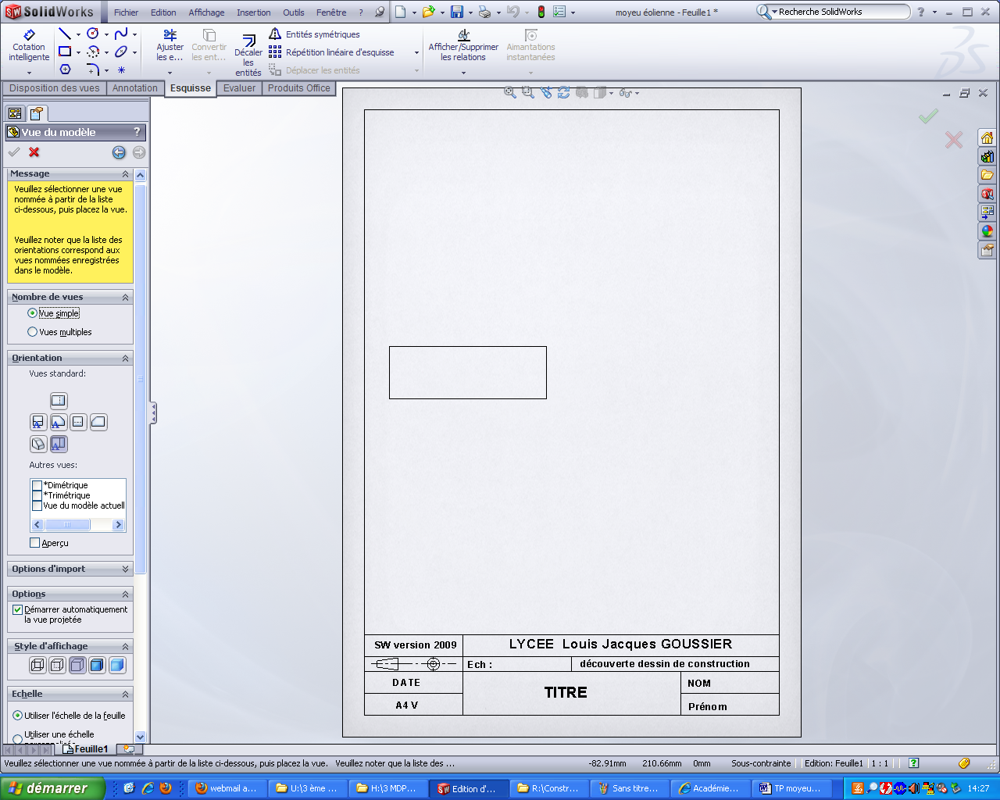 SolidWorks
Fichier Edition Affichage Insertion Outils Fenêtre ?
moyeu éolienne - Feuille1 *
Recherche SolidWorks
Cotation intelligente
Ajuster les e...
Convertir les ent...
Décaler les entités
Entités symétriques
Répétition linéaire d'esquisse
Déplacer les entités
Afficher/Supprimer les relations
Aimantations instantanées
Disposition des vues Annotation Esquisse Evaluer Produits Office
Vue du modèle ?
Message
Veuillez sélectionner une vue
nommée à partir de la liste
ci-dessous, puis placez la vue.
Veuillez noter que la liste des
orientations correspond aux
vues nommées enregistrées
dans le modèle.
Nombre de vues
Vue simple
Vues multiples
Orientation
Vues standard:
Autres vues:
*Dimétrique
*Trimétrique
Vue du modèle actuell
Aperçu
Options d'import
Options
Démarrer automatiquement
la vue projetée
Style d'affichage
Echelle
Utiliser l'échelle de la feuille
Utiliser une échelle
personnalisée
SW version 2009
LYCEE Louis Jacques GOUSSIER
Ech :
découverte dessin de construction
DATE
TITRE
NOM
A4 V
Prénom
Feuille1
Veuillez sélectionner une vue nommée à partir de la liste ci-dessous, puis placez la vue. Veuillez noter que la liste des ...
-82.91mm 210.66mm 0mm Sous-contrainte Edition: Feuille1 1 : 1
démarrer
webmail a... U:\3 ème ... H:\3 MDP... Edition d'... R:\Constr... Sans titre... Académie... TP moyeu... 14:27